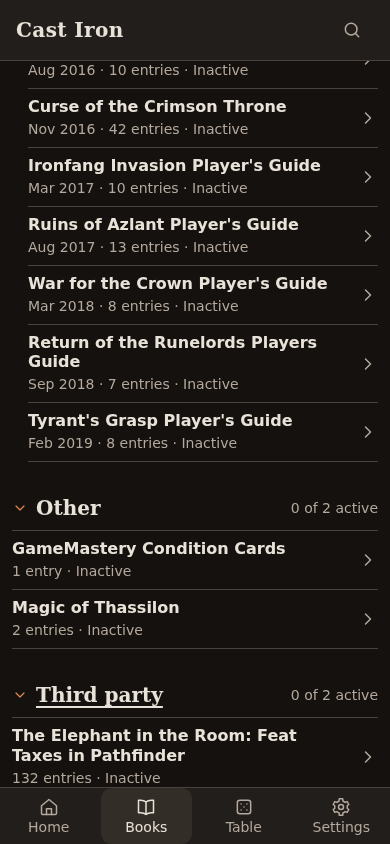 Cast Iron
Aug 2016 · 10 entries · Inactive
Curse of the Crimson Throne
Nov 2016 · 42 entries · Inactive
Ironfang Invasion Player's Guide
Mar 2017 · 10 entries · Inactive
Ruins of Azlant Player's Guide
Aug 2017 · 13 entries · Inactive
War for the Crown Player's Guide
Mar 2018 · 8 entries · Inactive
Return of the Runelords Players
Guide
Sep 2018 · 7 entries · Inactive
Tyrant's Grasp Player's Guide
Feb 2019 · 8 entries · Inactive
Other 0 of 2 active
GameMastery Condition Cards
1 entry · Inactive
Magic of Thassilon
2 entries · Inactive
Third party 0 of 2 active
The Elephant in the Room: Feat
Taxes in Pathfinder
132 entries · Inactive
Home Books Table Settings